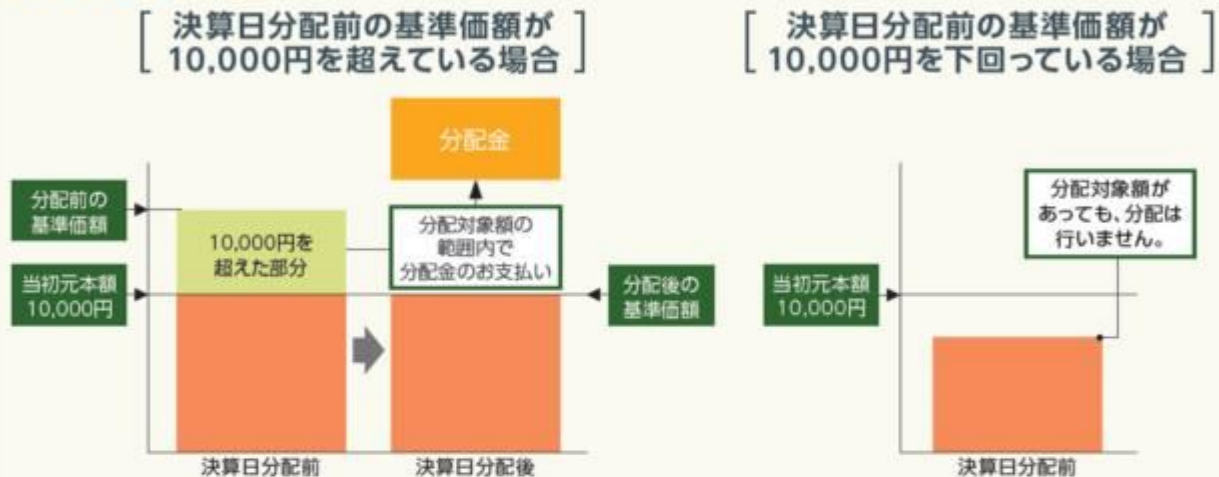 決算日分配前の基準価額が
10,000円を超えている場合
分配金
分配前の
基準価額
10,000円を
超えた部分
分配対象額の
範囲内で
分配金のお支払い
当初元本額
10,000円
分配後の
基準価額
決算日分配前
決算日分配後
決算日分配前の基準価額が
10,000円を下回っている場合
分配対象額が
あっても、分配は
行いません。
当初元本額
10,000円
決算日分配前